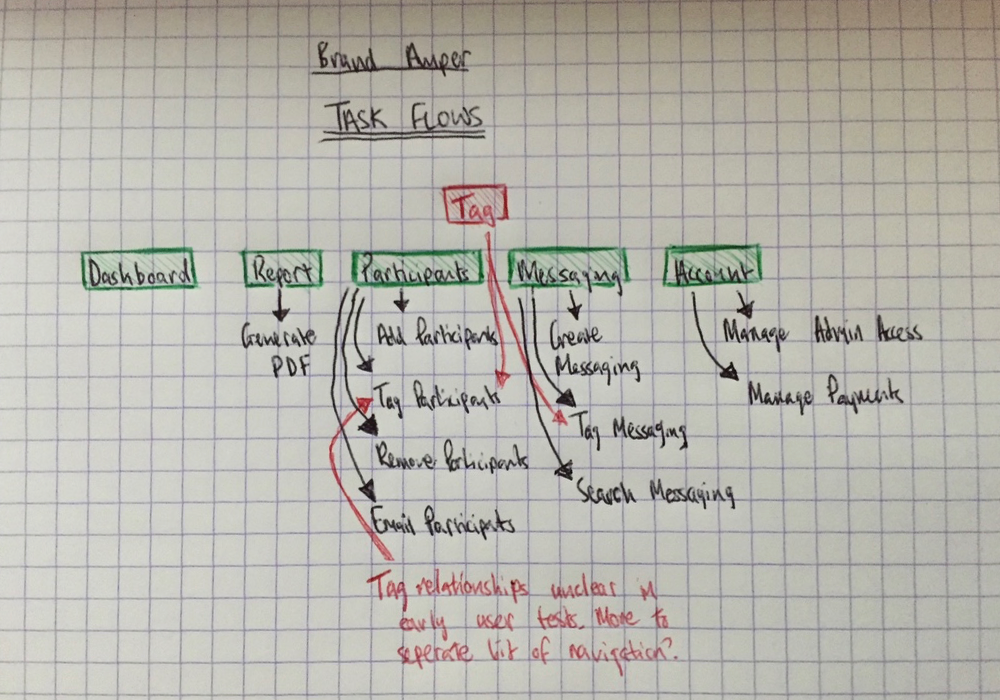 Brand Amper
TASK FLOWS
Tag
Dashboard
Report
Participants
Messaging
Account
Generate
PDF
Add Participants
Tag Participants
Remove Participants
Email Participats
Create
Messaging
Tag Messaging
Search Messaging
Manage Admin Access
Manage Payments
Tag relationships unclear in
early user tests. Move to
seperate bit of navigation?